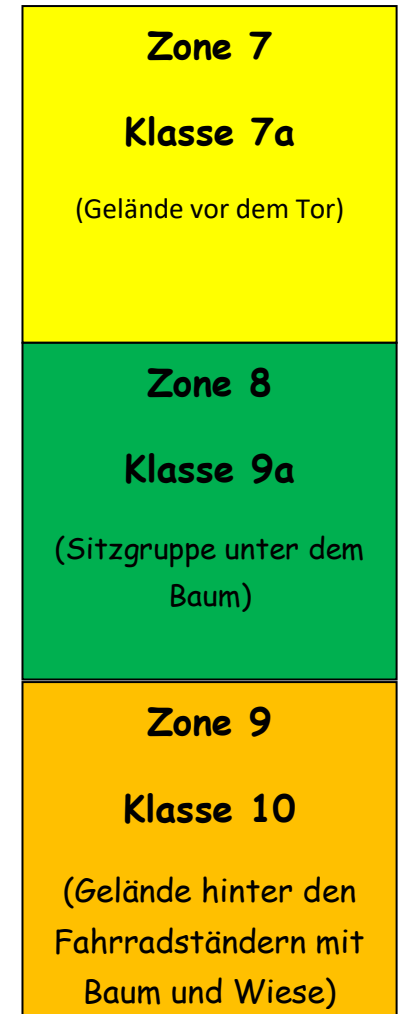 Zone 7
Klasse 7a
(Gelände vor dem Tor)
Zone 8
Klasse 9a
(Sitzgruppe unter dem
Baum)
Zone 9
Klasse 10
(Gelände hinter den
Fahrradständern mit
Baum und Wiese)